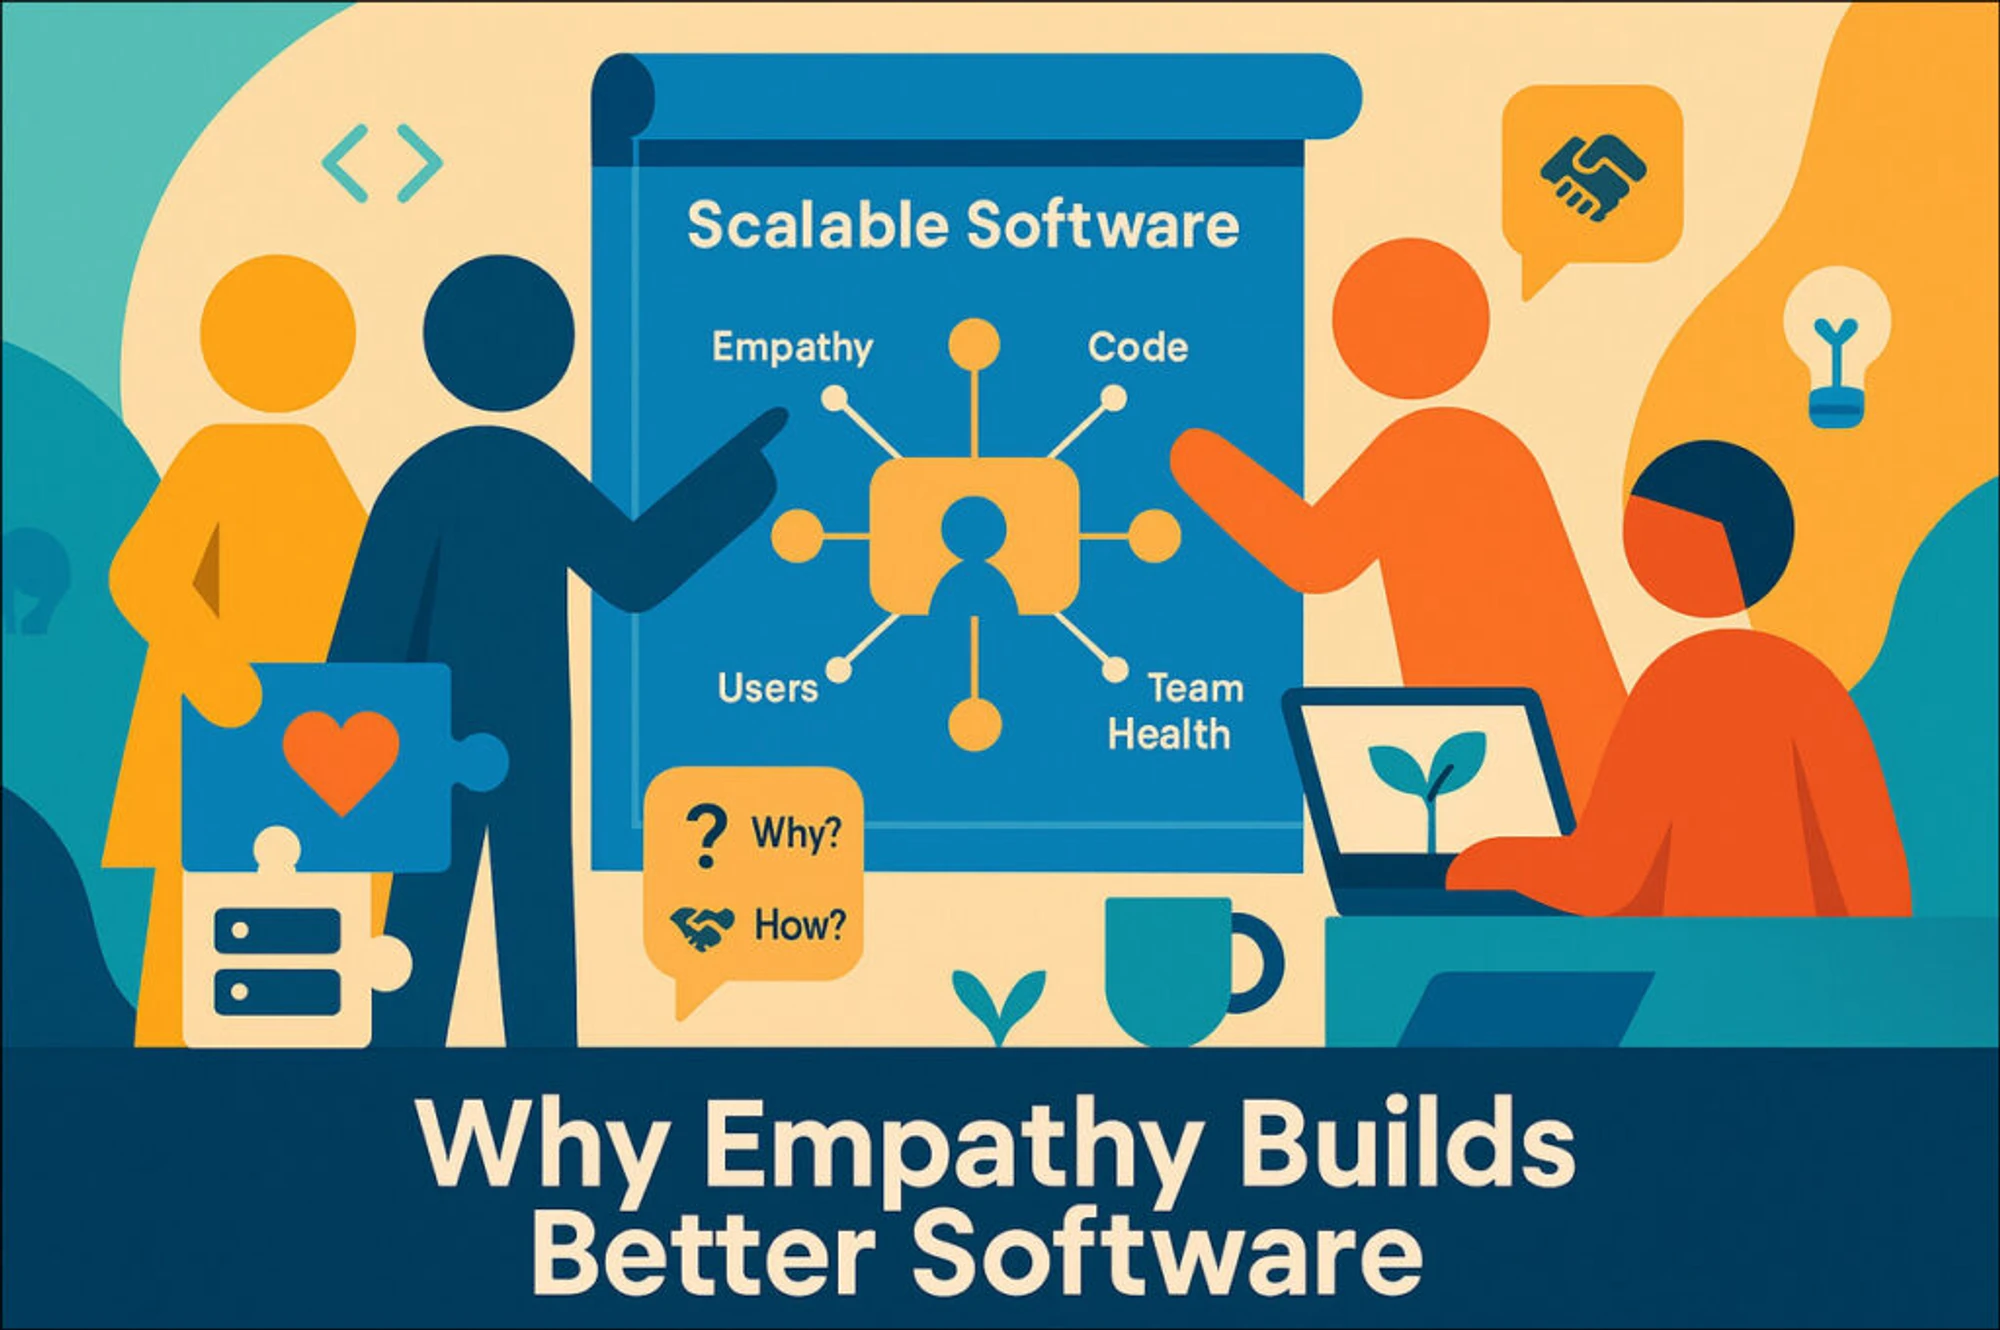 Scalable Software
Empathy
Code
Users
Team
Health
? Why?
How?
Why Empathy Builds
Better Software